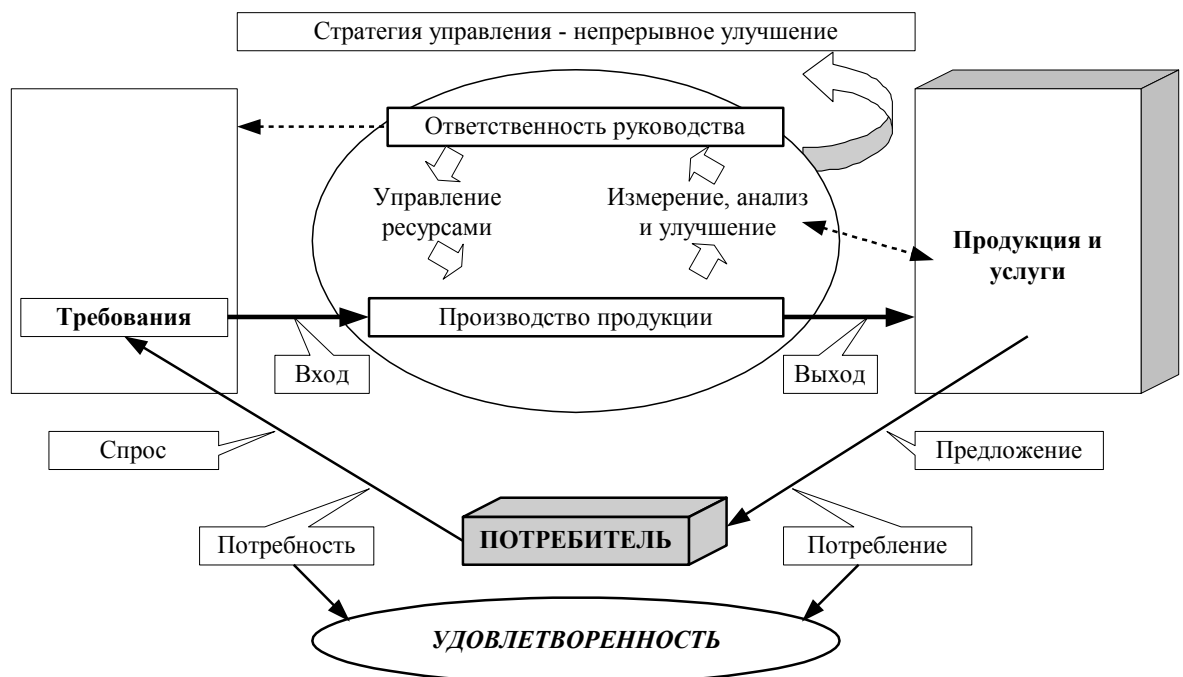 Стратегия управления - непрерывное улучшение
Ответственность руководства
Управление
ресурсами
Измерение, анализ
и улучшение
Продукция и
услуги
Требования
Производство продукции
Вход
Выход
Спрос
Предложение
ПОТРЕБИТЕЛЬ
Потребность
Потребление
УДОВЛЕТВОРЕННОСТЬ